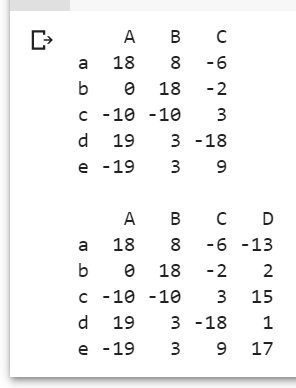 A B C
a 18 8 -6
b 0 18 -2
c -10 -10 3
d 19 3 -18
e -19 3 9
A B C D
a 18 8 -6 -13
b 0 18 -2 2
c -10 -10 3 15
d 19 3 -18 1
e -19 3 9 17